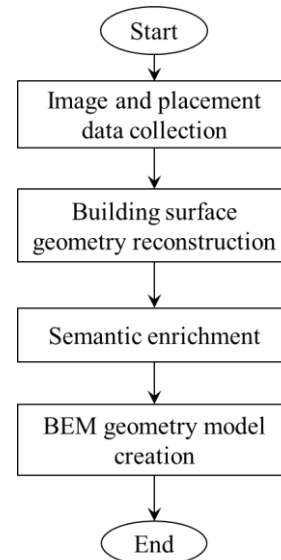 Start
Image and placement
data collection
Building surface
geometry reconstruction
Semantic enrichment
BEM geometry model
creation
End